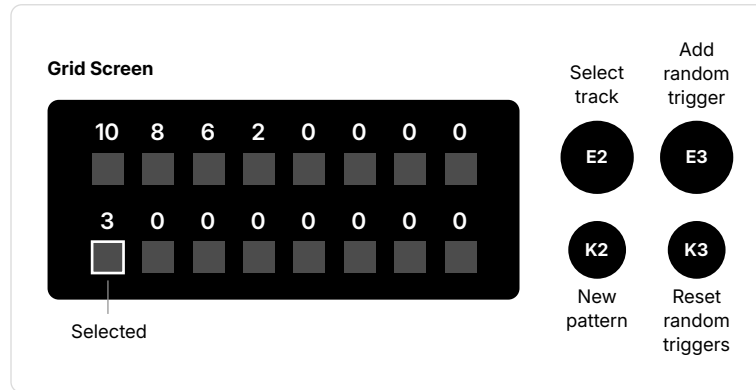 Grid Screen
10 8 6 2 0 0 0 0
3 0 0 0 0 0 0 0
Selected
Select
track
Add
random
trigger
E2
E3
K2
K3
New
pattern
Reset
random
triggers